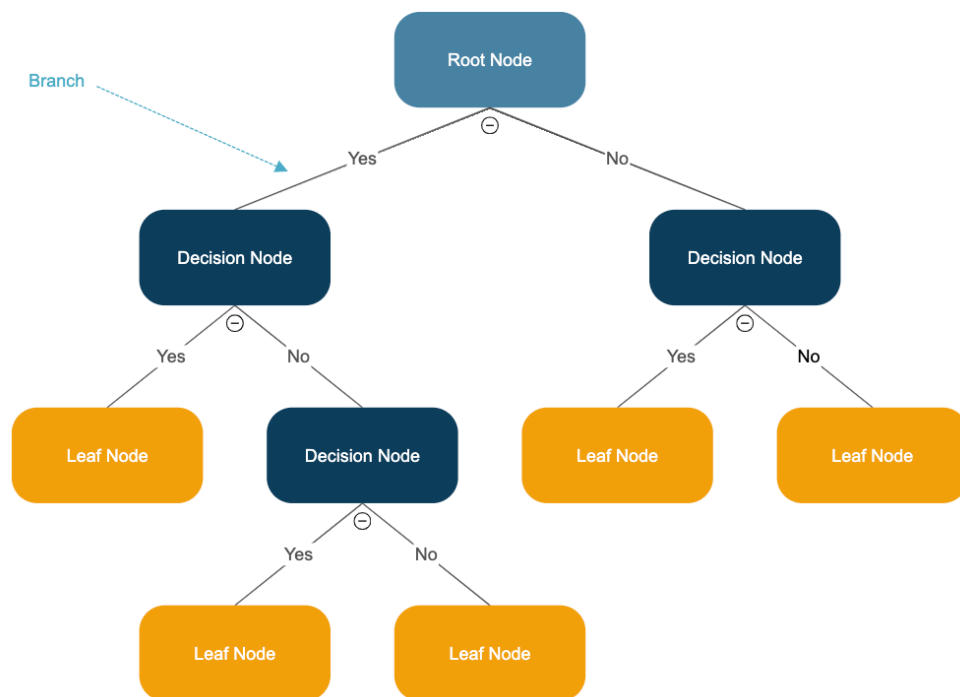 Root Node
Branch
Yes
No
Decision Node
Decision Node
Yes
No
Yes
No
Leaf Node
Decision Node
Leaf Node
Leaf Node
Yes
No
Leaf Node
Leaf Node